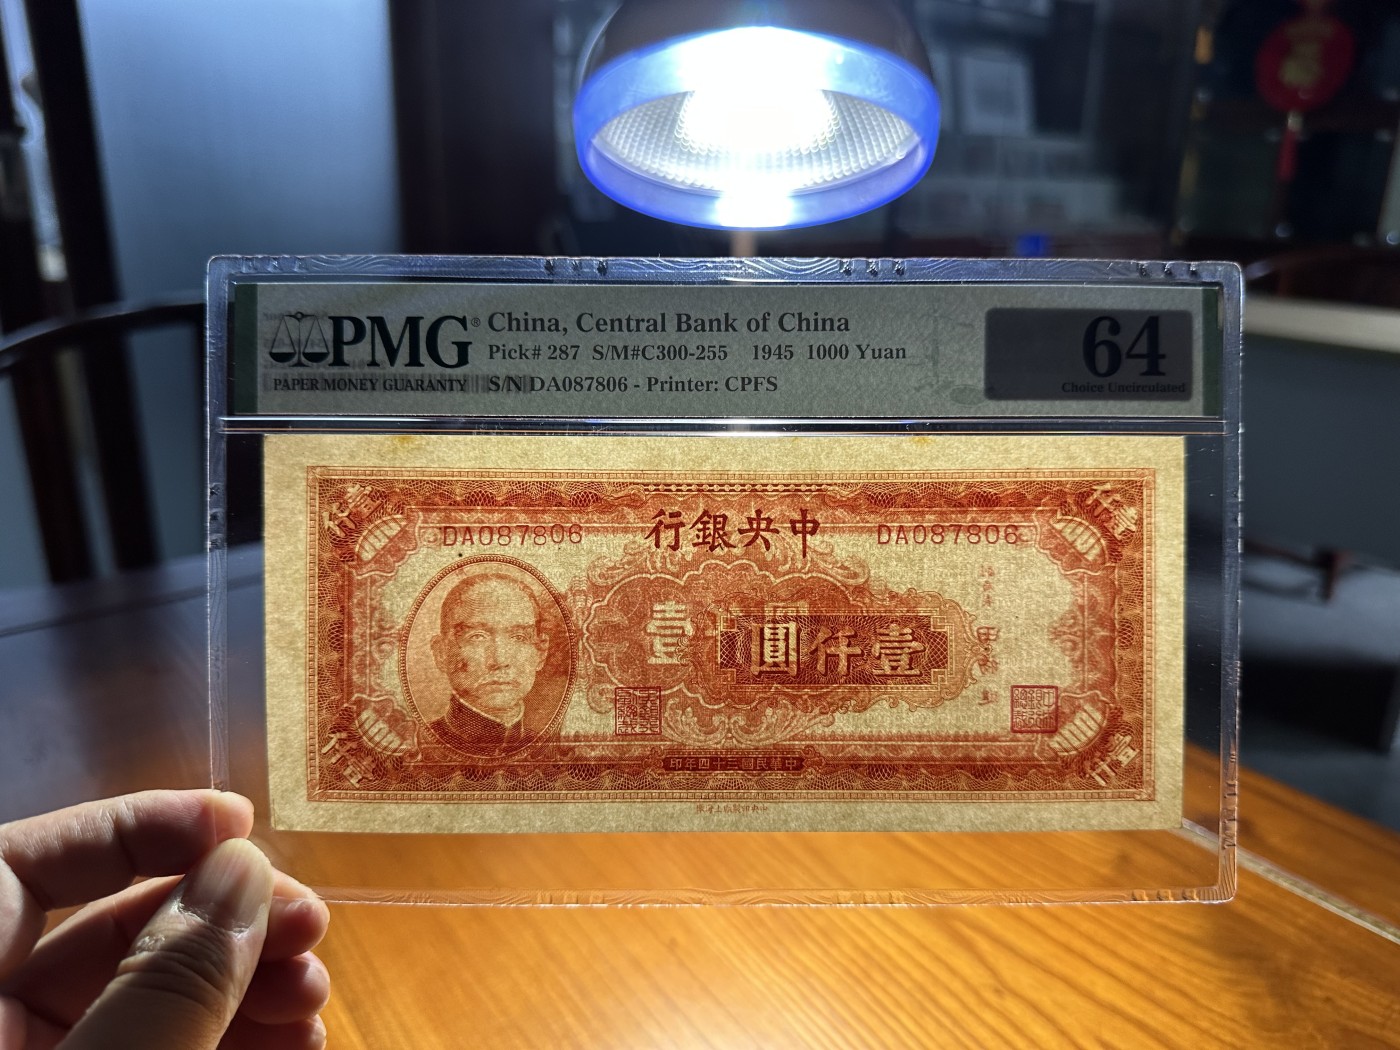 PMG® China, Central Bank of China
Pick# 287 S/M#C300-255 1945 1000 Yuan
PAPER MONEY GUARANTY S/N DA087806 - Printer: CPFS
64
Choice Uncirculated
DA087806 行銀央中 DA087806
圓仟壹
印年四十三國民華中